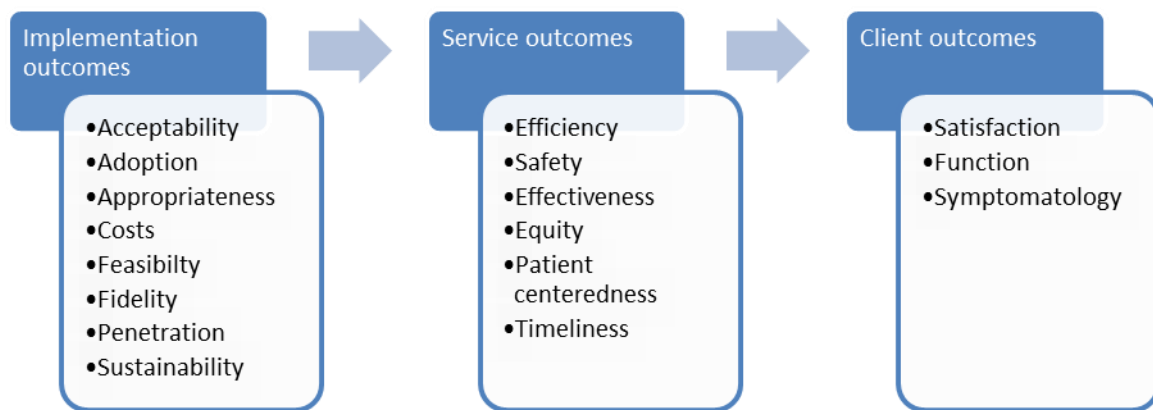 Implementation
outcomes
•Acceptability
•Adoption
•Appropriateness
•Costs
•Feasibilty
•Fidelity
•Penetration
•Sustainability
Service outcomes
•Efficiency
•Safety
•Effectiveness
•Equity
•Patient
centeredness
•Timeliness
Client outcomes
•Satisfaction
•Function
•Symptomatology